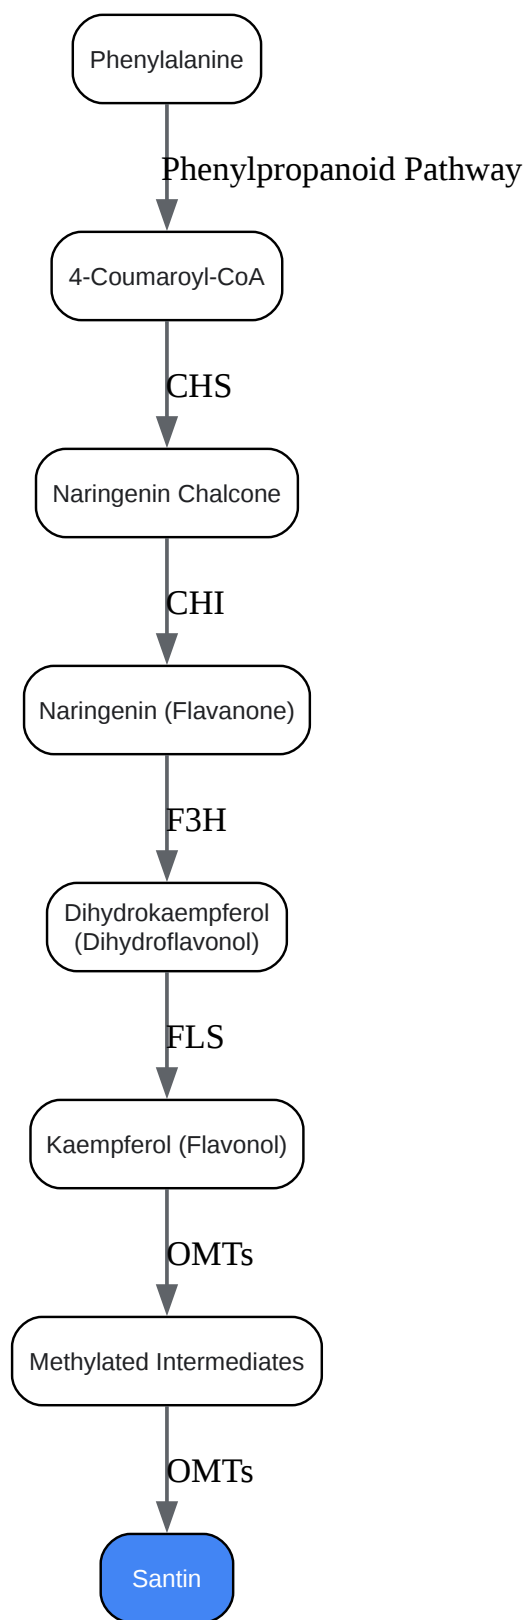 Phenylalanine
Phenylpropanoid Pathway
4-Coumaroyl-CoA
CHS
Naringenin Chalcone
CHI
Naringenin (Flavanone)
F3H
Dihydrokaempferol
(Dihydroflavonol)
FLS
Kaempferol (Flavonol)
OMTs
Methylated Intermediates
OMTs
Santin